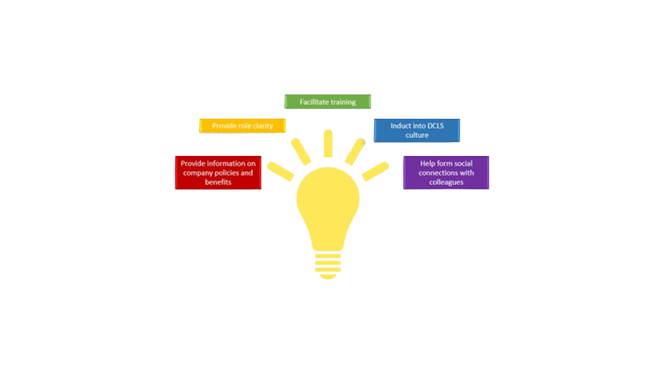 Facilitate training
Provide role clarity
Induct into DCLS
culture
Provide information on
company policies and
benefits
Help form social
connections with
colleagues